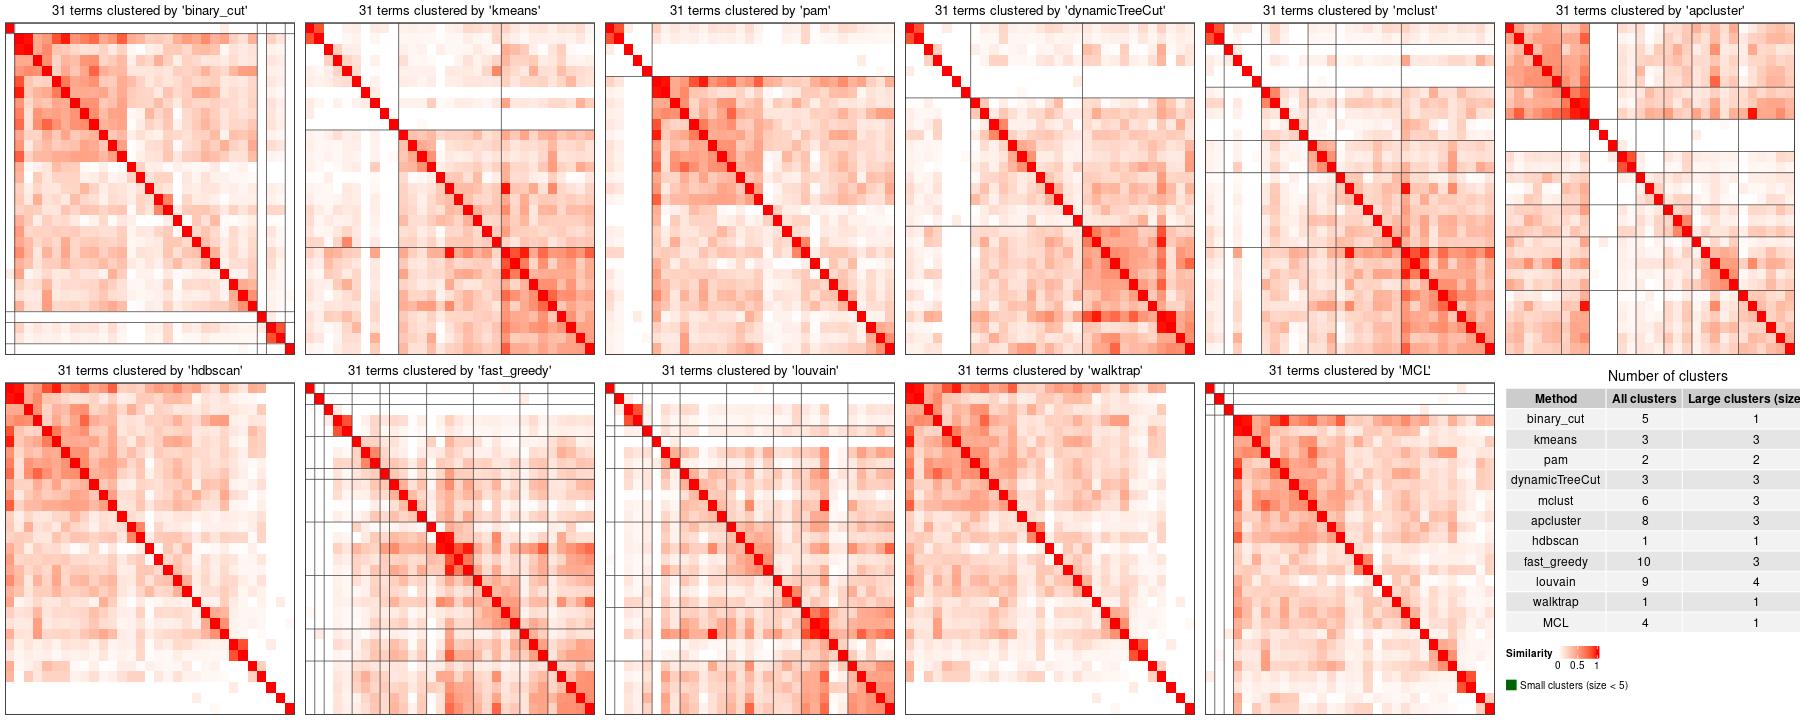 31 terms clustered by 'binary_cut'
31 terms clustered by 'kmeans'
31 terms clustered by 'pam'
31 terms clustered by 'dynamicTreeCut'
31 terms clustered by 'mclust'
31 terms clustered by 'apcluster'
31 terms clustered by 'hdbscan'
31 terms clustered by 'fast_greedy'
31 terms clustered by 'louvain'
31 terms clustered by 'walktrap'
31 terms clustered by 'MCL'
Number of clusters
Method All clusters Large clusters (size
binary_cut 5 1
kmeans 3 3
pam 2 2
dynamicTreeCut 3 3
mclust 6 3
apcluster 8 3
hdbscan 1 1
fast_greedy 10 3
louvain 9 4
walktrap 1 1
MCL 4 1
Similarity
0 0.5 1
Small clusters (size < 5)